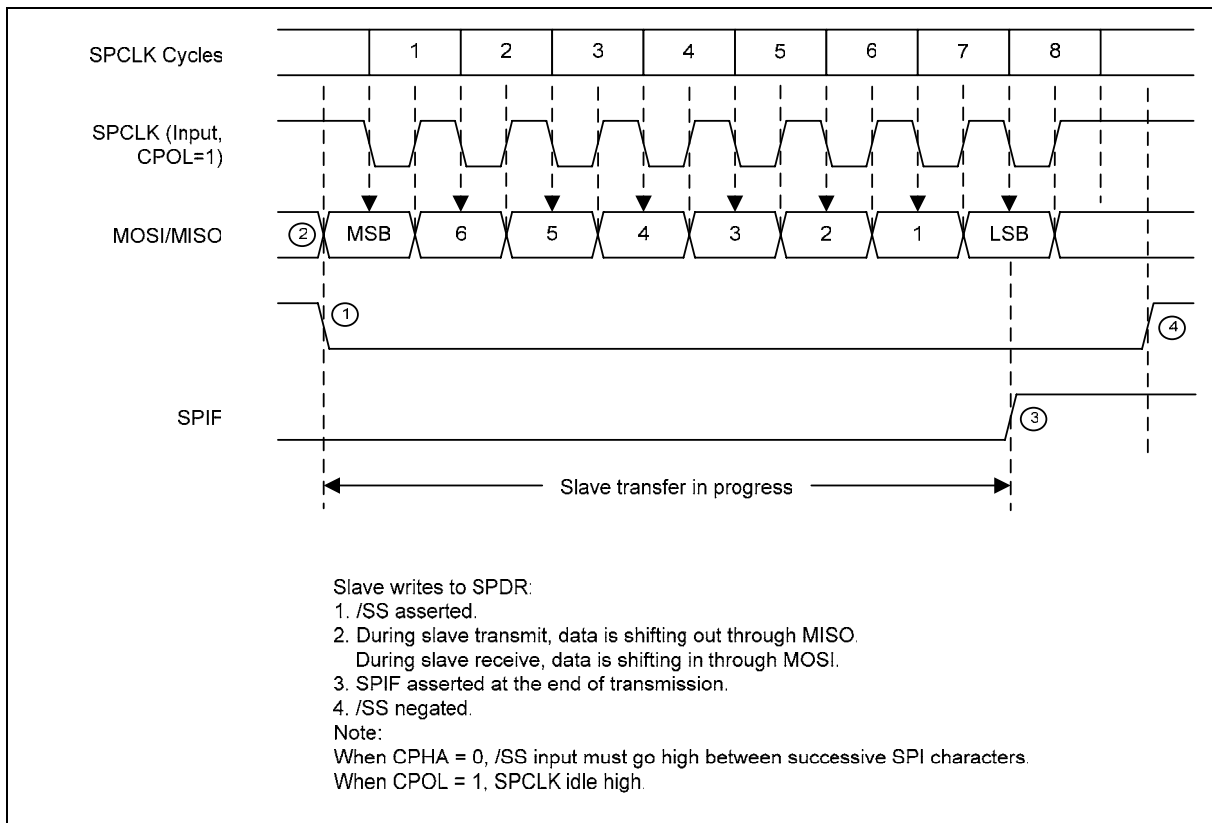 SPCLK Cycles
1 2 3 4 5 6 7 8
SPCLK (Input,
CPOL=1)
MOSI/MISO
2 MSB 6 5 4 3 2 1 LSB
1
4
SPIF
3
Slave transfer in progress
Slave writes to SPDR:
1. /SS asserted.
2. During slave transmit, data is shifting out through MISO.
During slave receive, data is shifting in through MOSI.
3. SPIF asserted at the end of transmission.
4. /SS negated.
Note:
When CPHA = 0, /SS input must go high between successive SPI characters.
When CPOL = 1, SPCLK idle high.